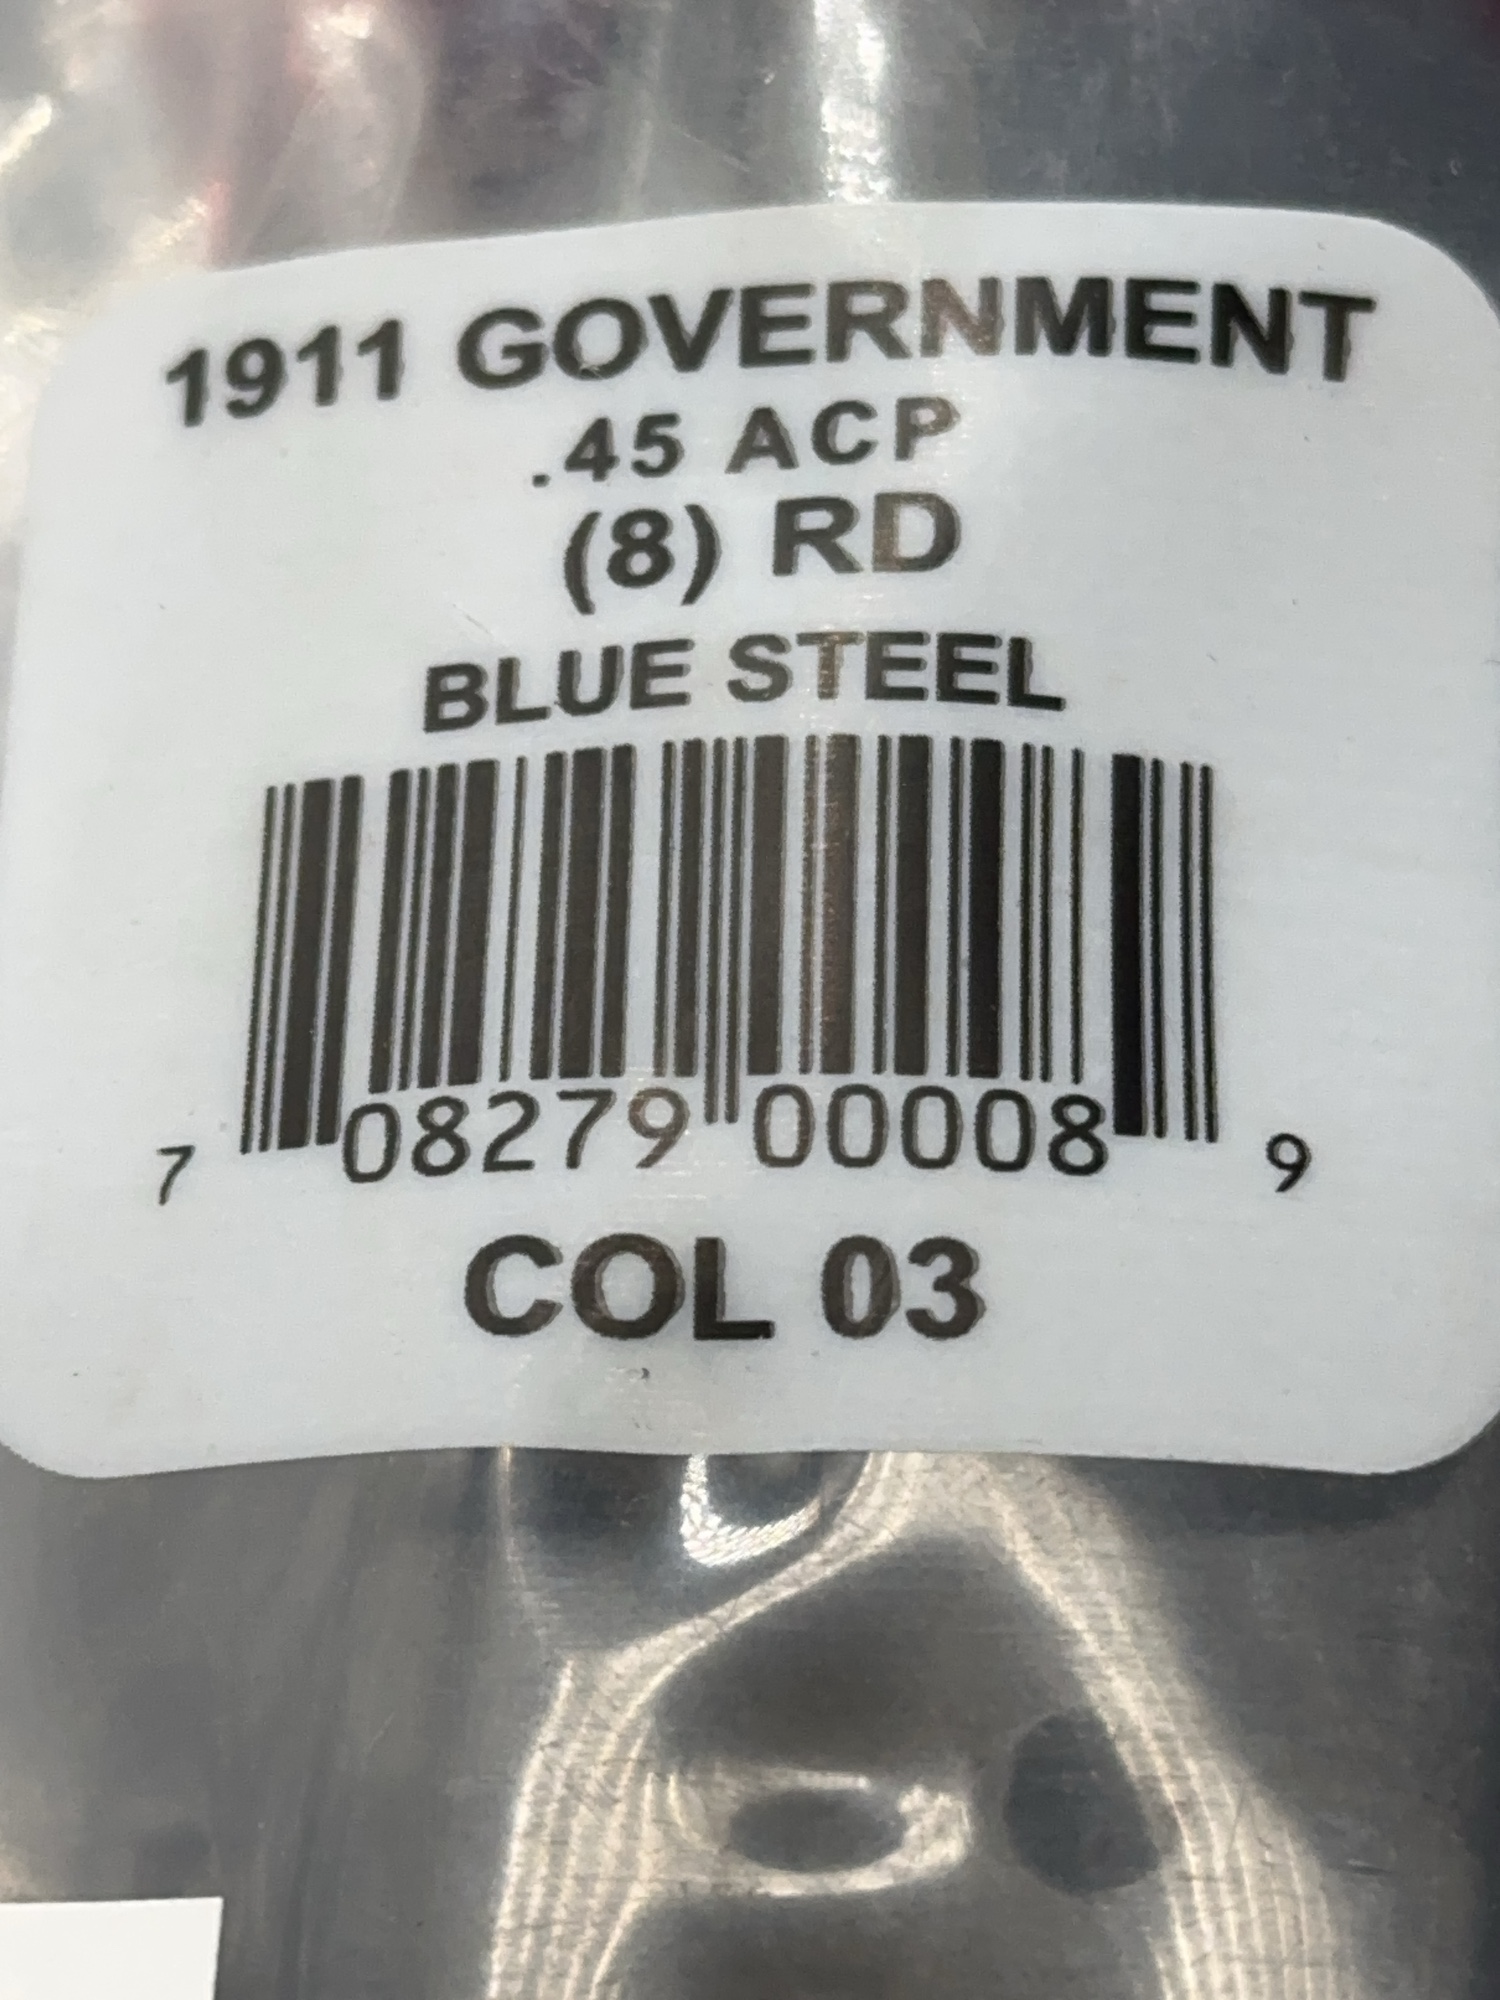 1911 GOVERNMENT
.45 ACP
(8) RD
BLUE STEEL
7 08279 00008 9
COL 03